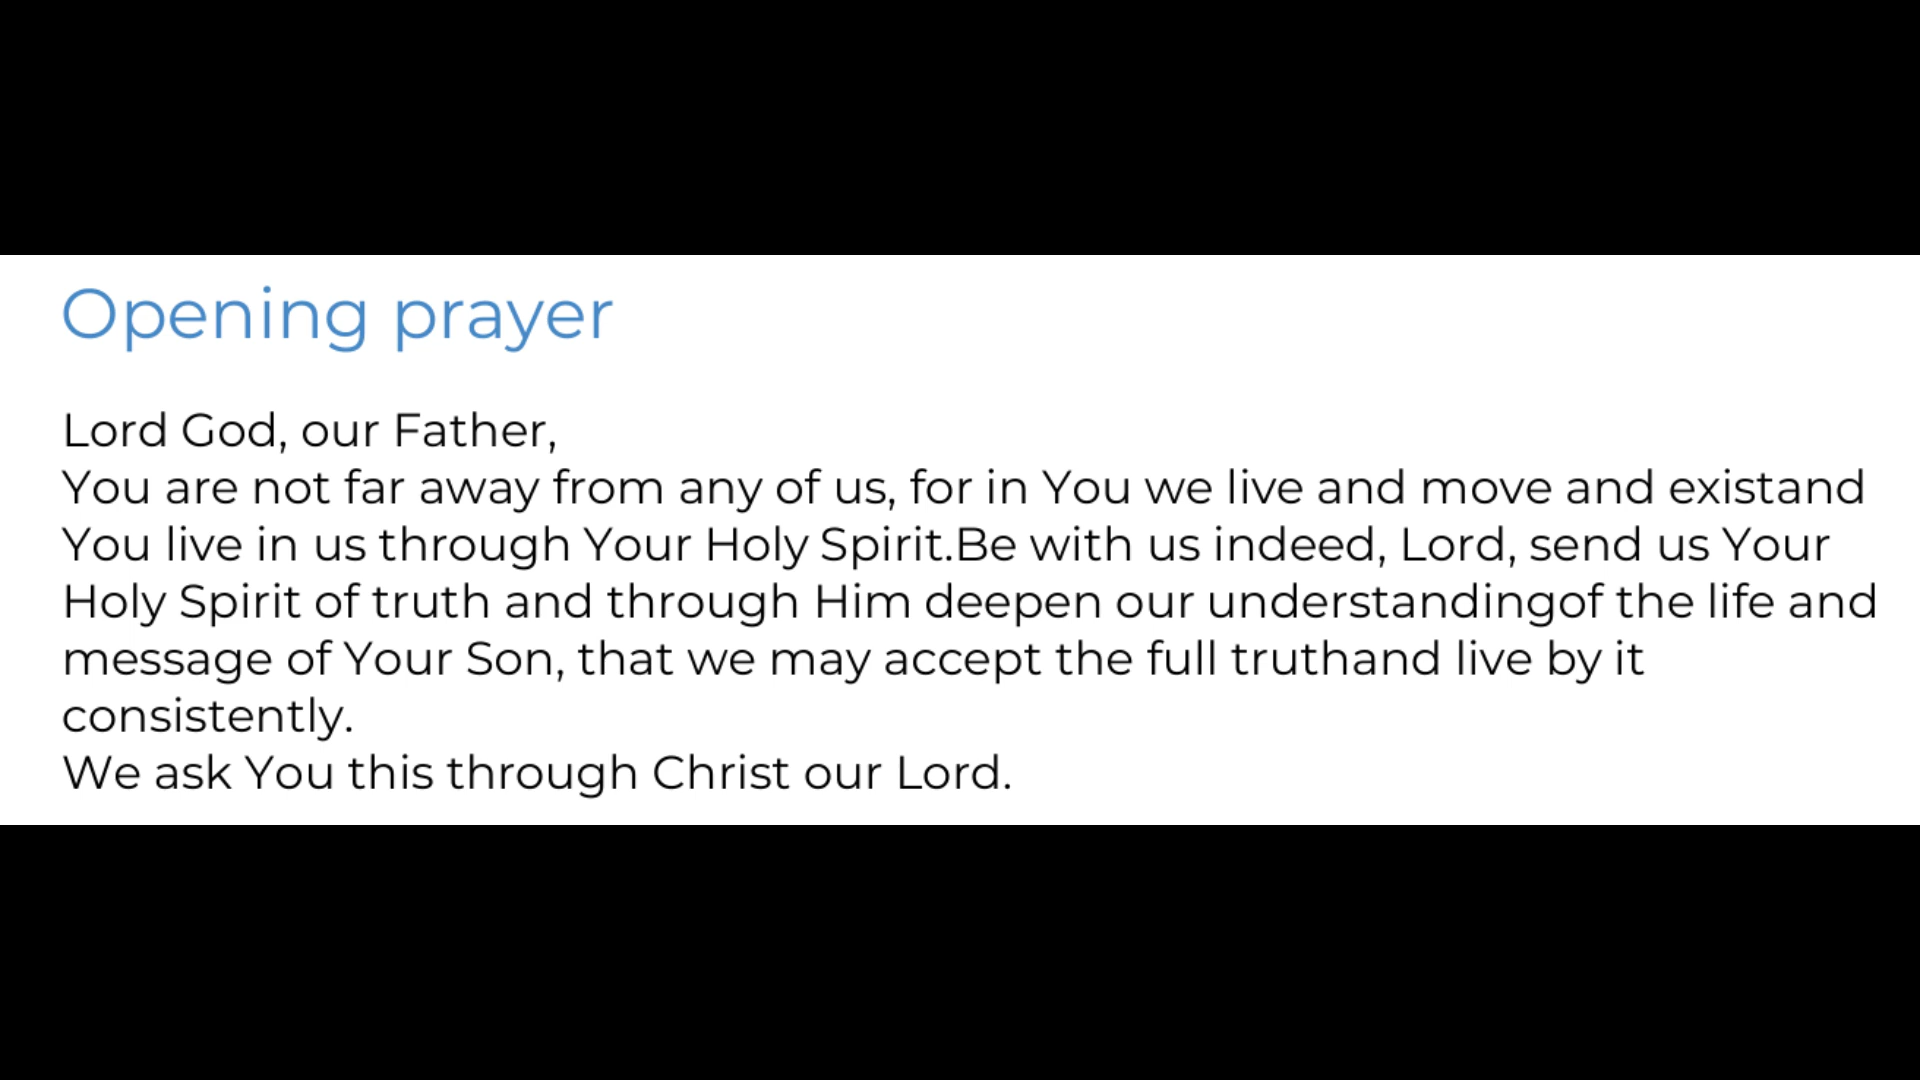 Opening prayer
Lord God, our Father,
You are not far away from any of us, for in You we live and move and existand
You live in us through Your Holy Spirit.Be with us indeed, Lord, send us Your
Holy Spirit of truth and through Him deepen our understandingof the life and
message of Your Son, that we may accept the full truthand live by it
consistently.
We ask You this through Christ our Lord.